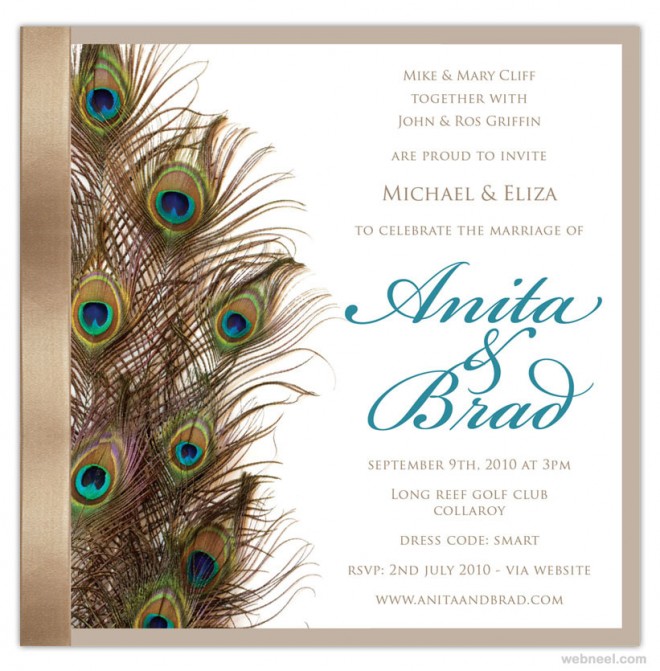 Mike & Mary Cliff
together with
John & Ros Griffin
are proud to invite
Michael & Eliza
to celebrate the marriage of
Anita
&
Brad
september 9th, 2010 at 3pm
Long reef golf club
collaroy
dress code: smart
rsvp: 2nd july 2010 - via website
www.anitaandbrad.com
webneel.com